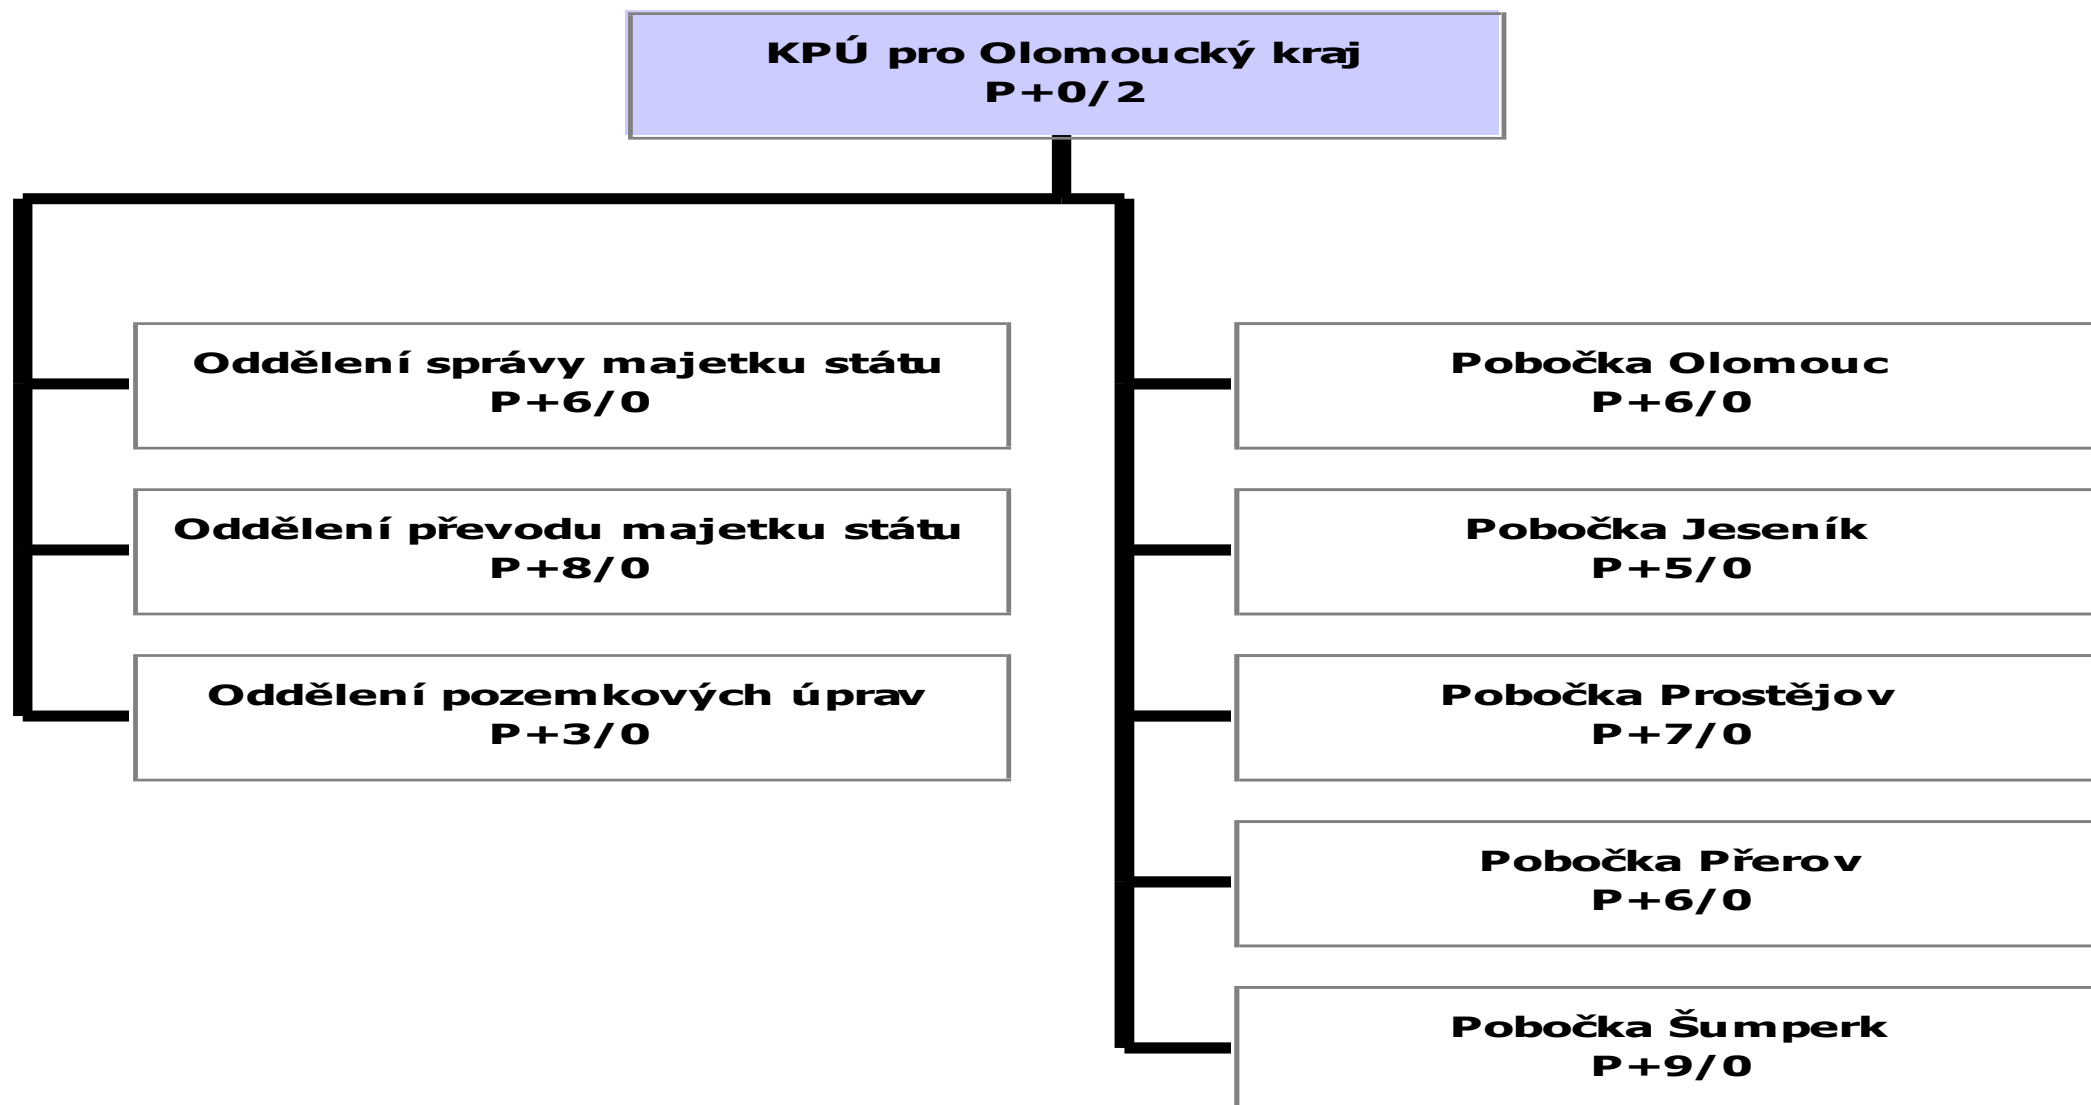 KPÚ pro Olomoucký kraj
P+0/2
Oddělení správy majetku státu
P+6/0
Oddělení převodu majetku státu
P+8/0
Oddělení pozemkových úprav
P+3/0
Pobočka Olomouc
P+6/0
Pobočka Jeseník
P+5/0
Pobočka Prostějov
P+7/0
Pobočka Přerov
P+6/0
Pobočka Šumperk
P+9/0